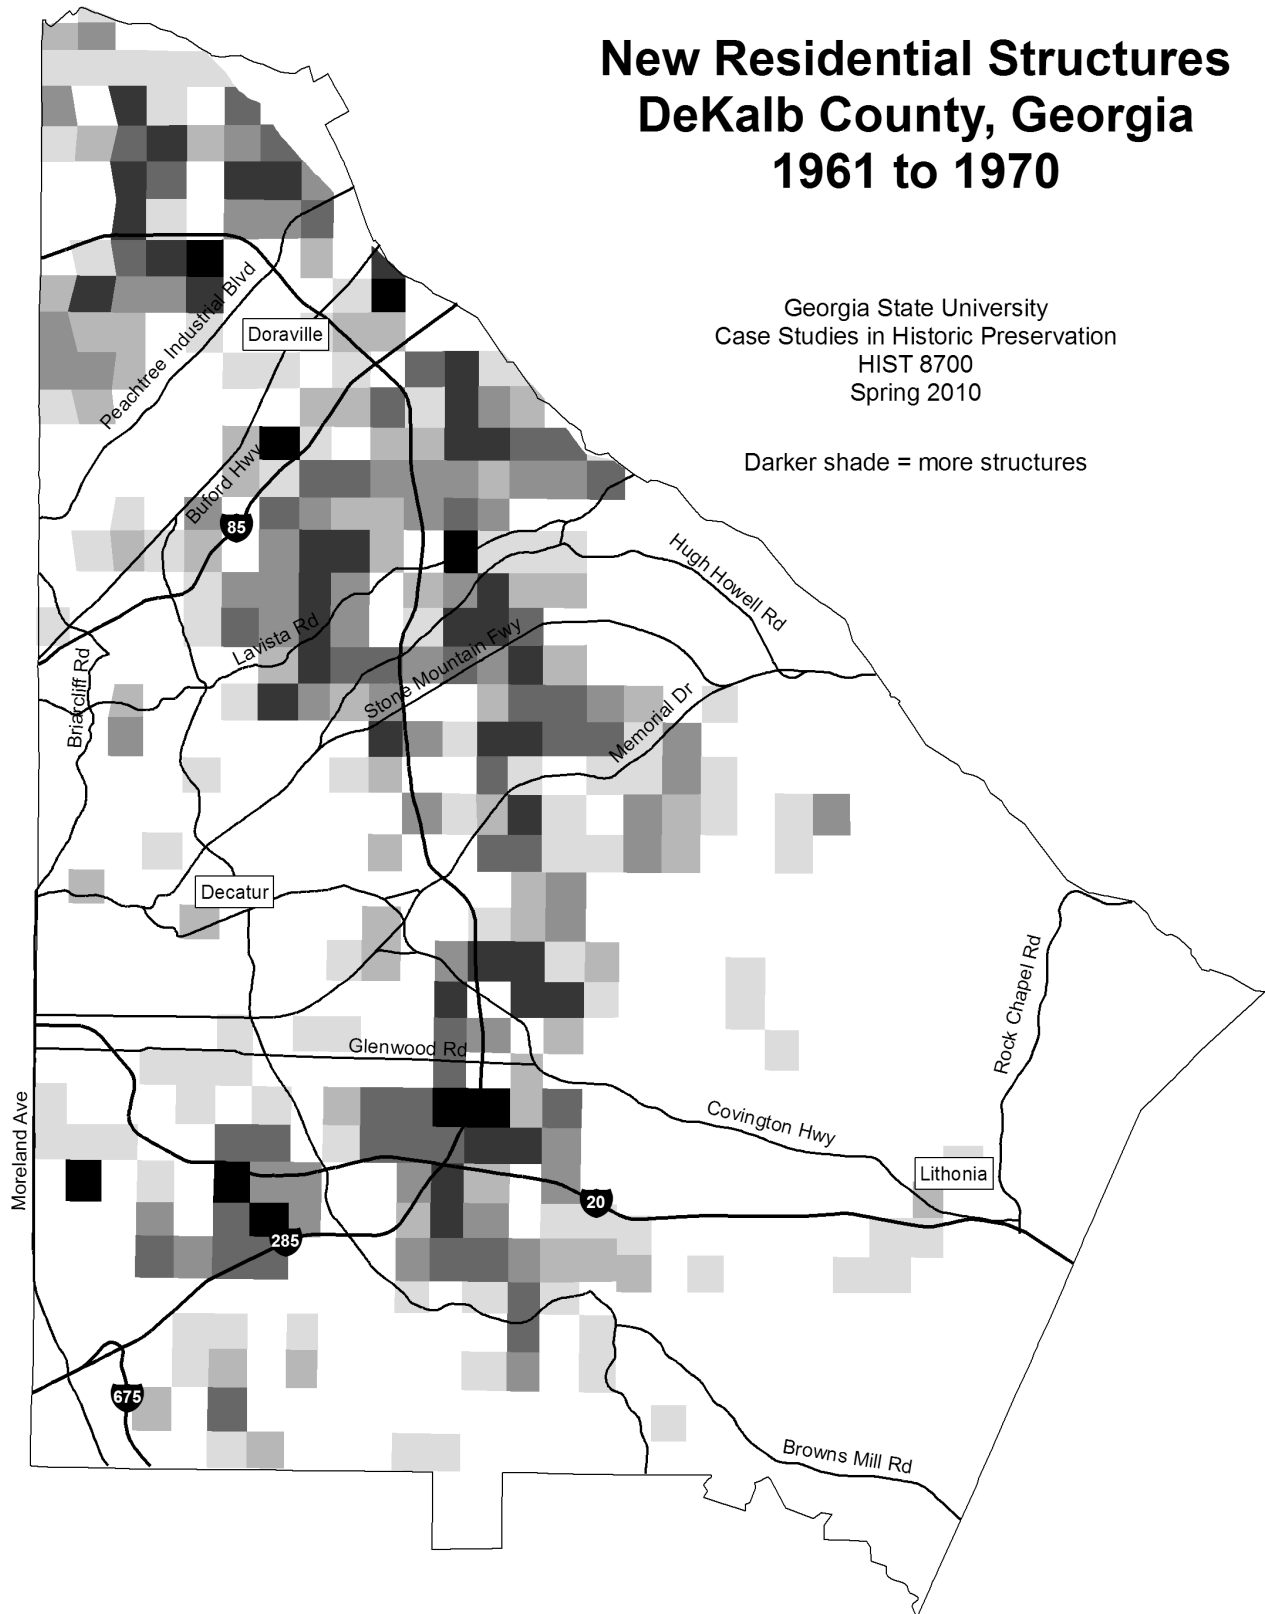 New Residential Structures
DeKalb County, Georgia
1961 to 1970
Georgia State University
Case Studies in Historic Preservation
HIST 8700
Spring 2010
Darker shade = more structures
Peachtree Industrial Blvd
Doraville
Buford Hwy
85
Hugh Howell Rd
Lavista Rd
Stone Mountain Fwy
Briarcliff Rd
Memorial Dr
Decatur
Rock Chapel Rd
Glenwood Rd
Moreland Ave
Covington Hwy
Lithonia
20
285
675
Browns Mill Rd